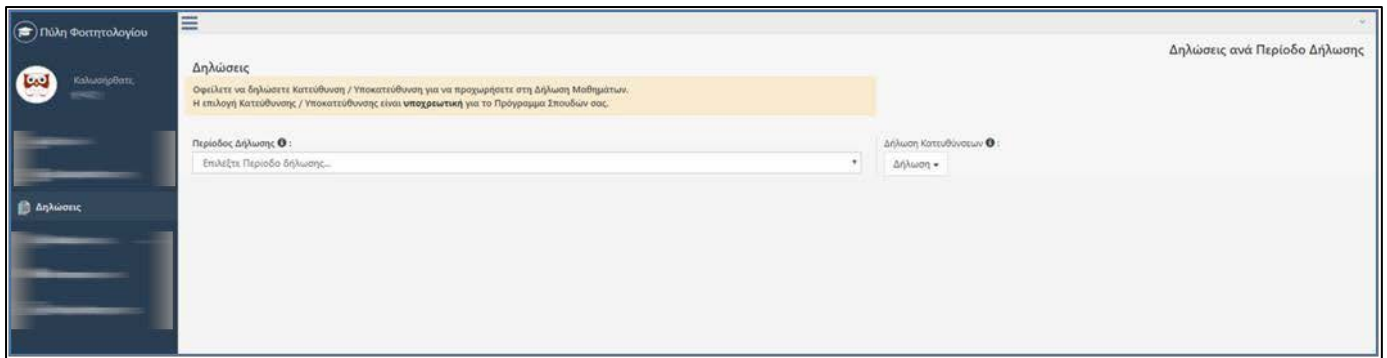 Πύλη Φοιτητολογίου
Καλωσήρθατε,
Δηλώσεις
Δηλώσεις ανά Περίοδο Δήλωσης
Δηλώσεις
Οφείλετε να δηλώσετε Κατεύθυνση / Υποκατεύθυνση για να προχωρήσετε στη Δήλωση Μαθημάτων.
Η επιλογή Κατεύθυνσης / Υποκατεύθυνσης είναι υποχρεωτική για το Πρόγραμμα Σπουδών σας.
Περίοδος Δήλωσης :
Επιλέξτε Περίοδο δήλωσης...
Δήλωση Κατευθύνσεων :
Δήλωση